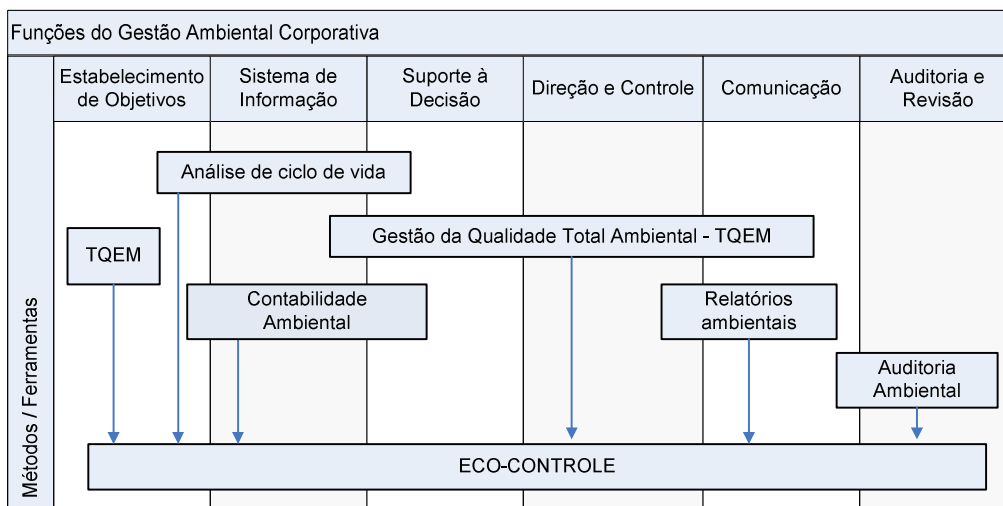 Funções do Gestão Ambiental Corporativa
Estabelecimento
de Objetivos
Sistema de
Informação
Suporte à
Decisão
Direção e Controle
Comunicação
Auditoria e
Revisão
Métodos / Ferramentas
Análise de ciclo de vida
TQEM
Gestão da Qualidade Total Ambiental - TQEM
Contabilidade
Ambiental
Relatórios
ambientais
Auditoria
Ambiental
ECO-CONTROLE